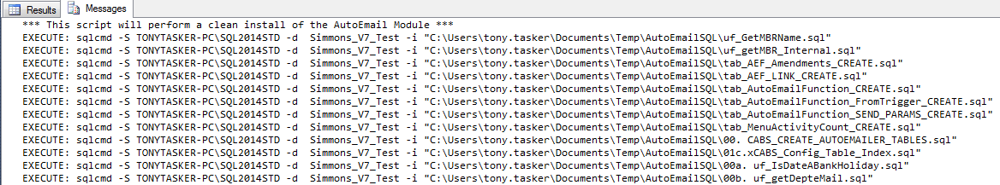 Results Messages
*** This script will perform a clean install of the AutoEmail Module ***
EXECUTE: sqlcmd -S TONYTASKER-PC\SQL2014STD -d  Simmons_V7_Test -i "C:\Users\tony.tasker\Documents\Temp\AutoEmailSQL\uf_GetMBRName.sql"
EXECUTE: sqlcmd -S TONYTASKER-PC\SQL2014STD -d  Simmons_V7_Test -i "C:\Users\tony.tasker\Documents\Temp\AutoEmailSQL\uf_getMBR_Internal.sql"
EXECUTE: sqlcmd -S TONYTASKER-PC\SQL2014STD -d  Simmons_V7_Test -i "C:\Users\tony.tasker\Documents\Temp\AutoEmailSQL\tab_AEF_Amendments_CREATE.sql"
EXECUTE: sqlcmd -S TONYTASKER-PC\SQL2014STD -d  Simmons_V7_Test -i "C:\Users\tony.tasker\Documents\Temp\AutoEmailSQL\tab_AEF_LINK_CREATE.sql"
EXECUTE: sqlcmd -S TONYTASKER-PC\SQL2014STD -d  Simmons_V7_Test -i "C:\Users\tony.tasker\Documents\Temp\AutoEmailSQL\tab_AutoEmailFunction_CREATE.sql"
EXECUTE: sqlcmd -S TONYTASKER-PC\SQL2014STD -d  Simmons_V7_Test -i "C:\Users\tony.tasker\Documents\Temp\AutoEmailSQL\tab_AutoEmailFunction_FromTrigger_CREATE.sql"
EXECUTE: sqlcmd -S TONYTASKER-PC\SQL2014STD -d  Simmons_V7_Test -i "C:\Users\tony.tasker\Documents\Temp\AutoEmailSQL\tab_AutoEmailFunction_SEND_PARAMS_CREATE.sql"
EXECUTE: sqlcmd -S TONYTASKER-PC\SQL2014STD -d  Simmons_V7_Test -i "C:\Users\tony.tasker\Documents\Temp\AutoEmailSQL\tab_MenuActivityCount_CREATE.sql"
EXECUTE: sqlcmd -S TONYTASKER-PC\SQL2014STD -d  Simmons_V7_Test -i "C:\Users\tony.tasker\Documents\Temp\AutoEmailSQL\00. CABS_CREATE_AUTOEMAILER_TABLES.sql"
EXECUTE: sqlcmd -S TONYTASKER-PC\SQL2014STD -d  Simmons_V7_Test -i "C:\Users\tony.tasker\Documents\Temp\AutoEmailSQL\01c.xCABS_Config_Table_Index.sql"
EXECUTE: sqlcmd -S TONYTASKER-PC\SQL2014STD -d  Simmons_V7_Test -i "C:\Users\tony.tasker\Documents\Temp\AutoEmailSQL\00a. uf_IsDateABankHoliday.sql"
EXECUTE: sqlcmd -S TONYTASKER-PC\SQL2014STD -d  Simmons_V7_Test -i "C:\Users\tony.tasker\Documents\Temp\AutoEmailSQL\00b. uf_getDepteMail.sql"